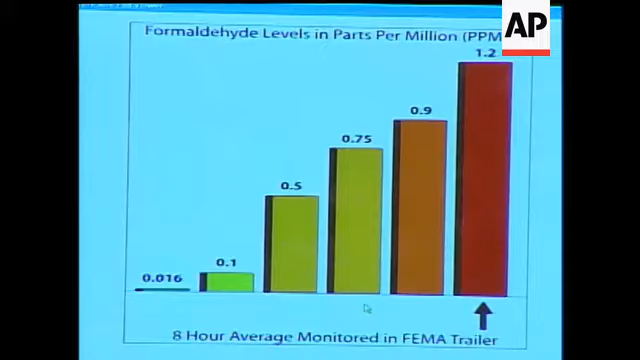 AP
Formaldehyde Levels in Parts Per Million (PPM
1.2
0.9
0.75
0.5
0.1
0.016
8 Hour Average Monitored in FEMA Trailer